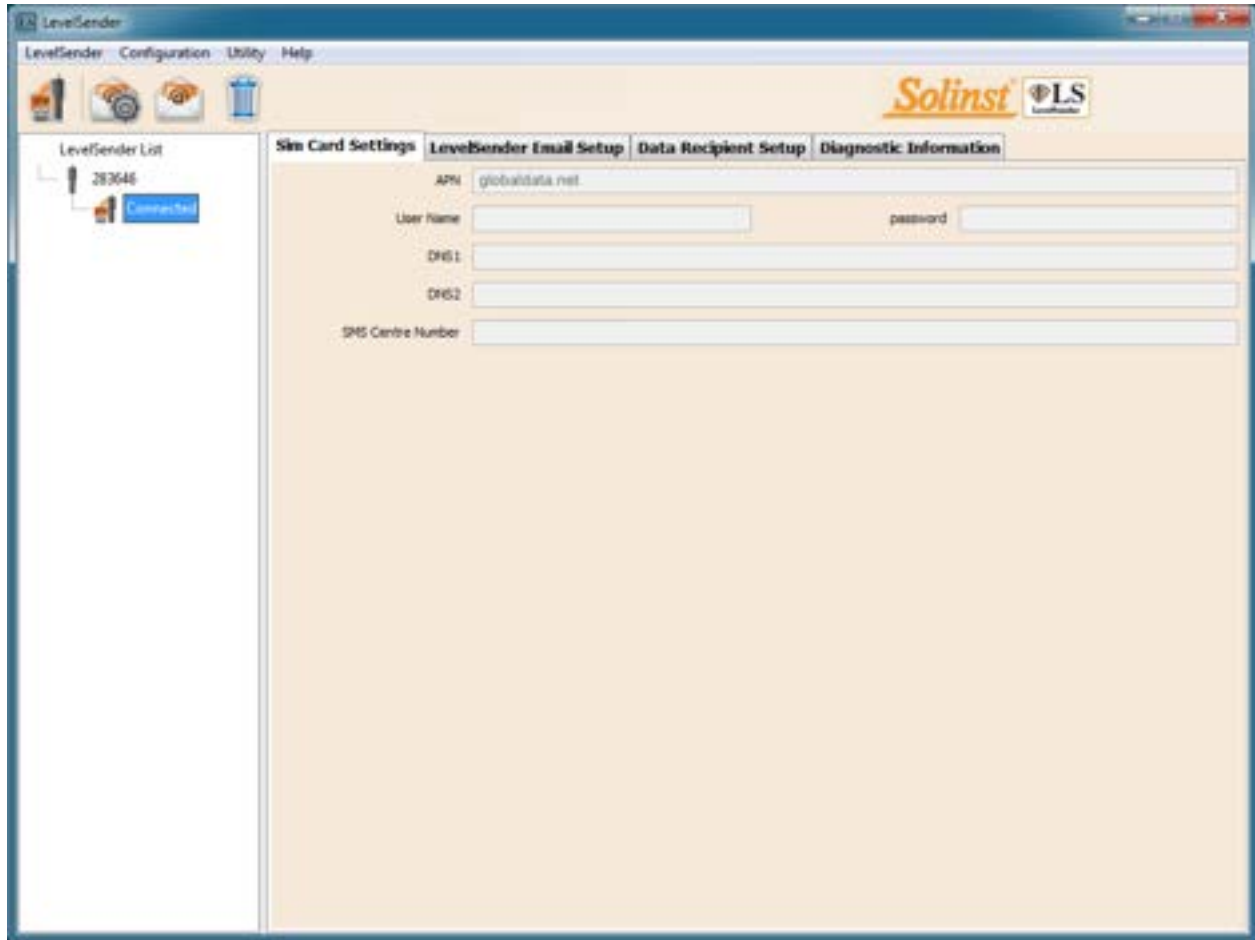 LevelSender
LevelSender Configuration Utility Help
Solinst LS
LevelSender List
283646
Connected
Sim Card Settings LevelSender Email Setup Data Recipient Setup Diagnostic Information
APN globaldata.net
User Name password
DNS1
DNS2
SMS Centre Number